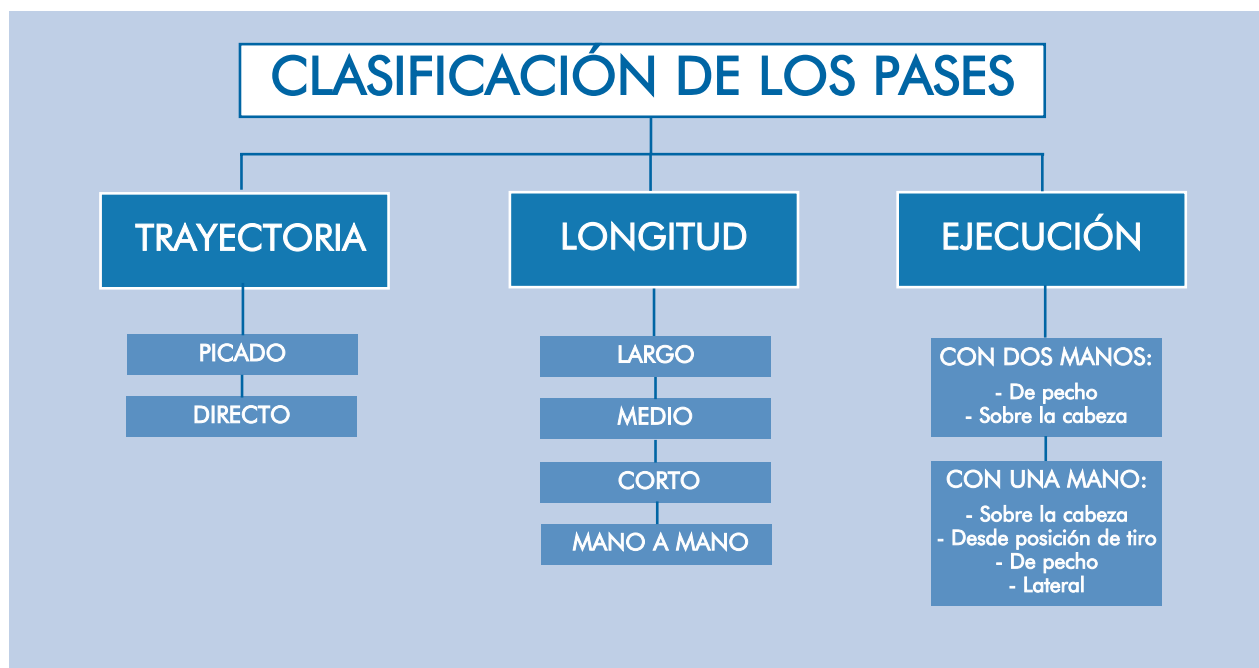 CLASIFICACIÓN DE LOS PASES
TRAYECTORIA
PICADO
DIRECTO
LONGITUD
LARGO
MEDIO
CORTO
MANO A MANO
EJECUCIÓN
CON DOS MANOS:
- De pecho
- Sobre la cabeza
CON UNA MANO:
- Sobre la cabeza
- Desde posición de tiro
- De pecho
- Lateral